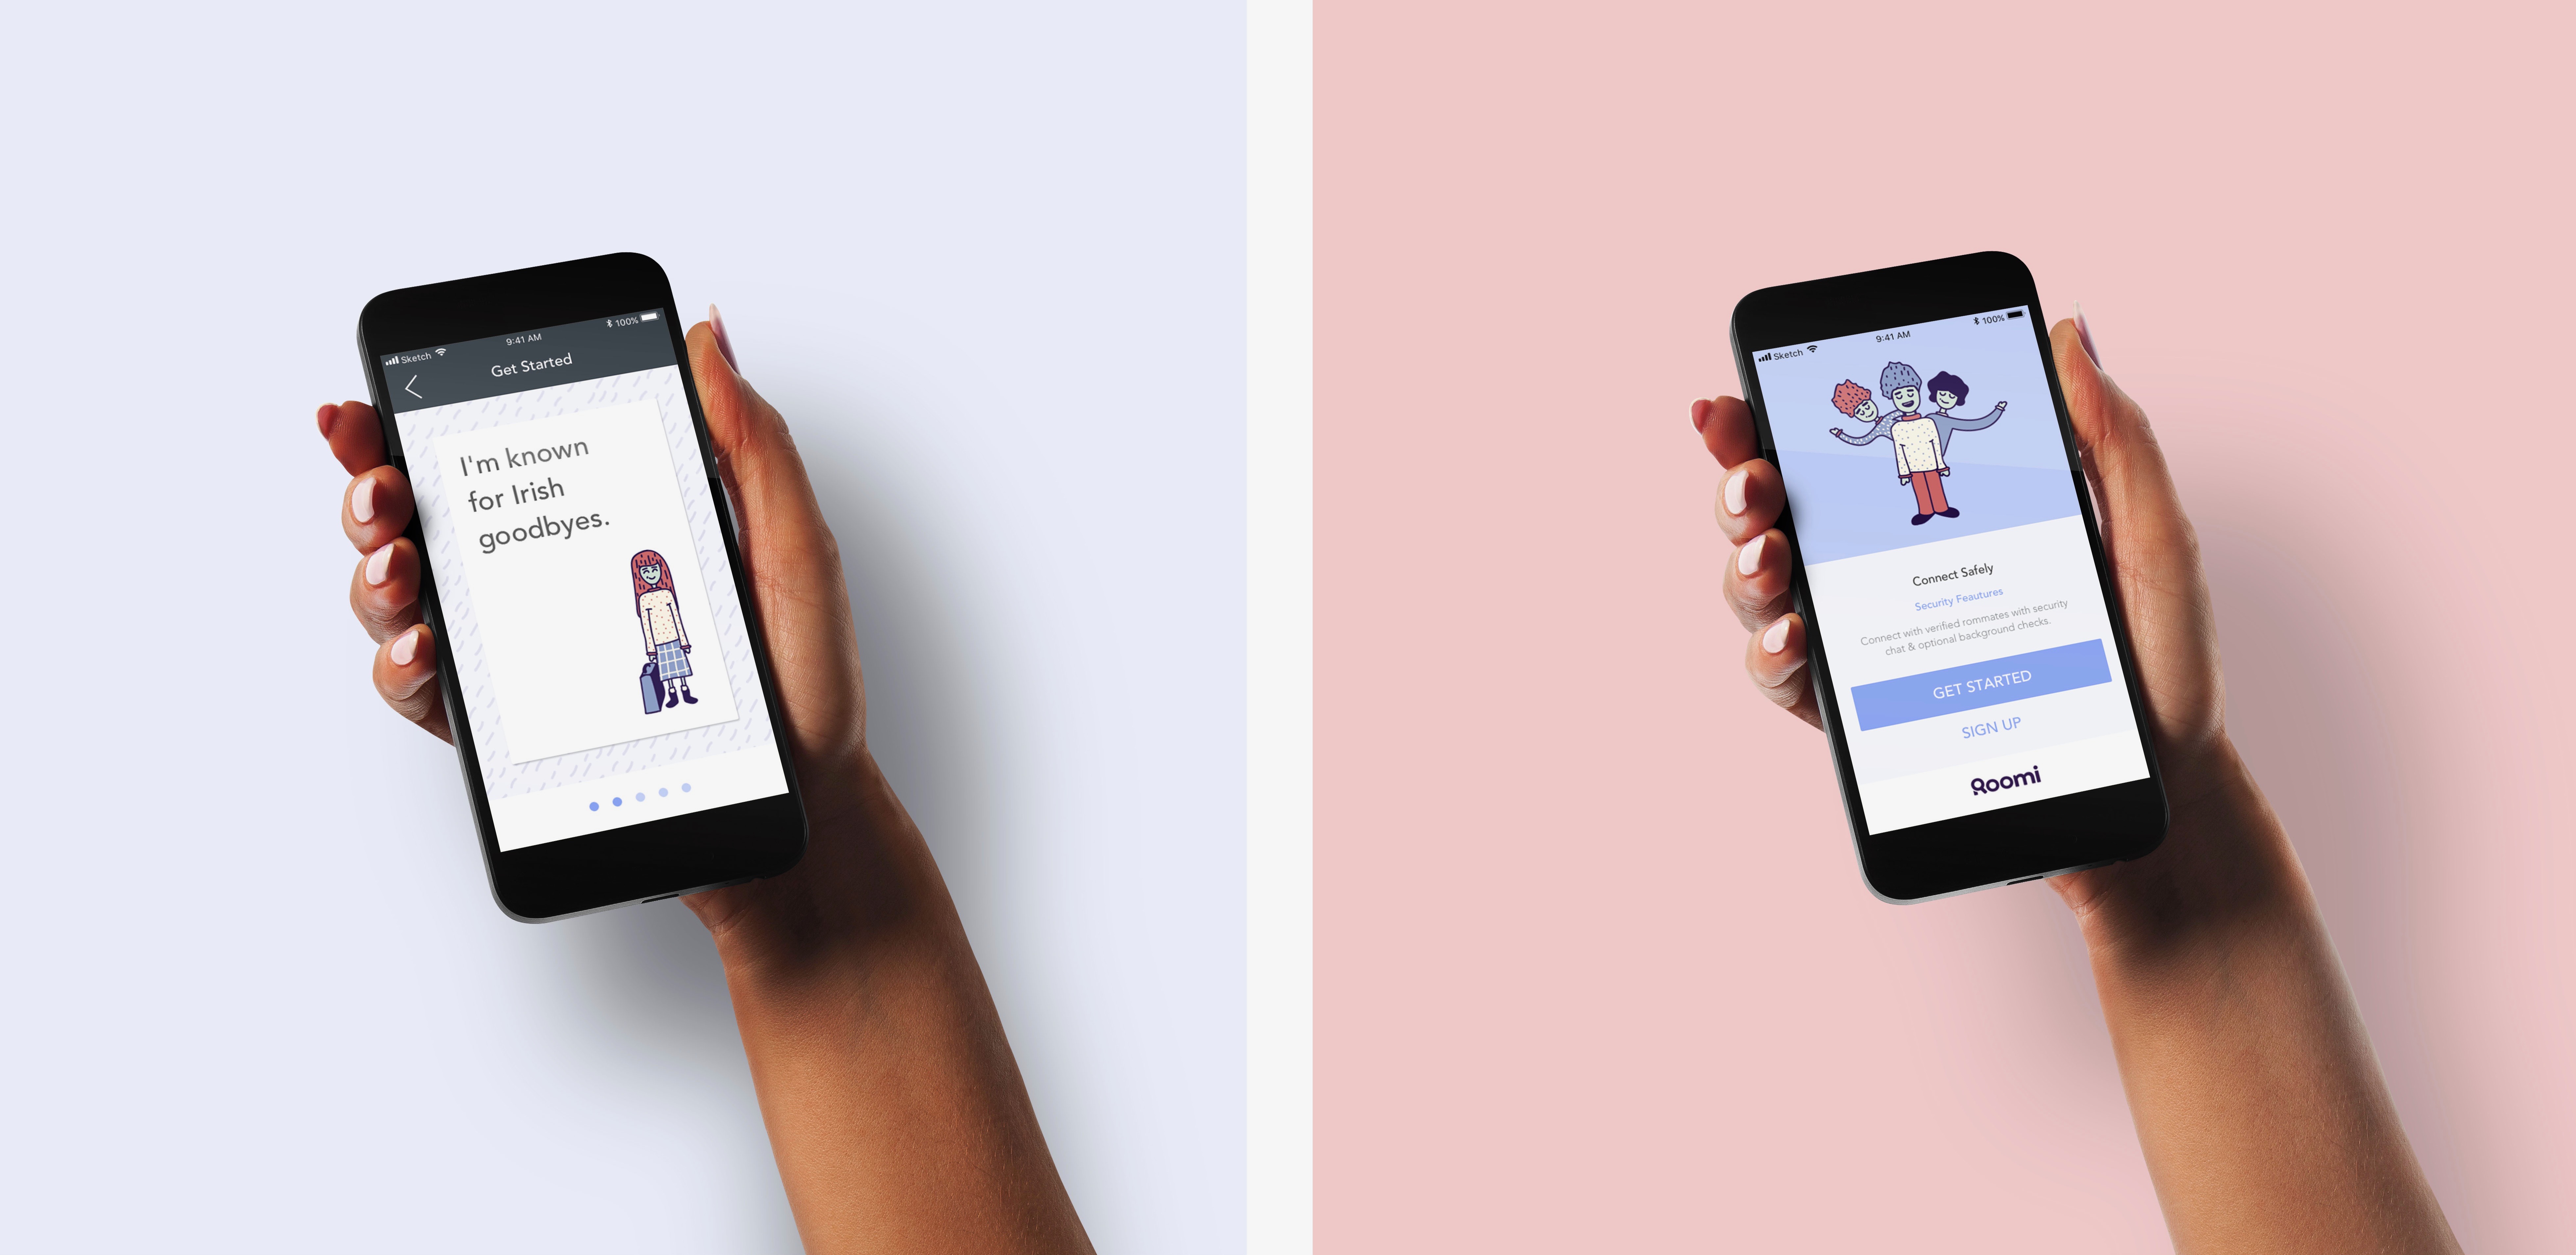 Sketch 9:41 AM 100%
Get Started
I'm known
for Irish
goodbyes.
Sketch 9:41 AM 100%
Connect Safely
Security Feautures
Connect with verified rommates with security
chat & optional background checks.
GET STARTED
SIGN UP
Roomi